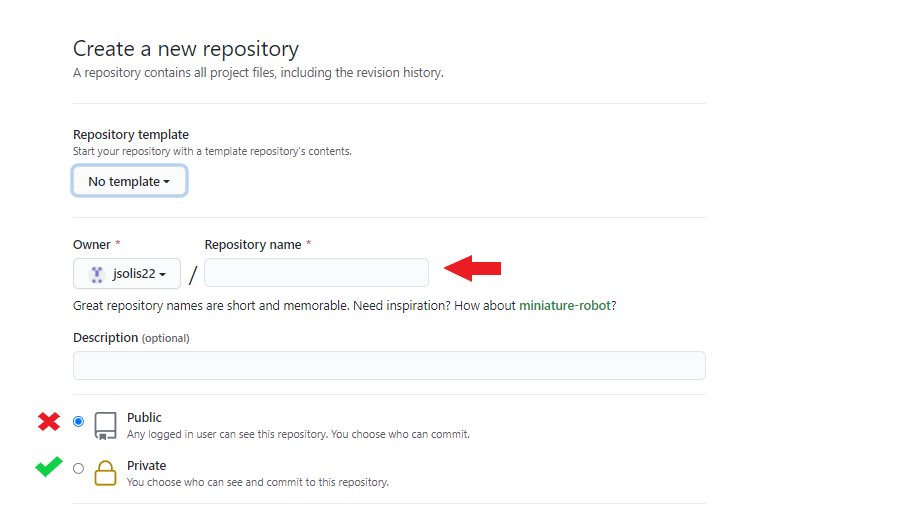 Create a new repository
A repository contains all project files, including the revision history.
Repository template
Start your repository with a template repository's contents.
No template
Owner * Repository name *
jsolis22 /
Great repository names are short and memorable. Need inspiration? How about miniature-robot?
Description (optional)
Public
Any logged in user can see this repository. You choose who can commit.
Private
You choose who can see and commit to this repository.